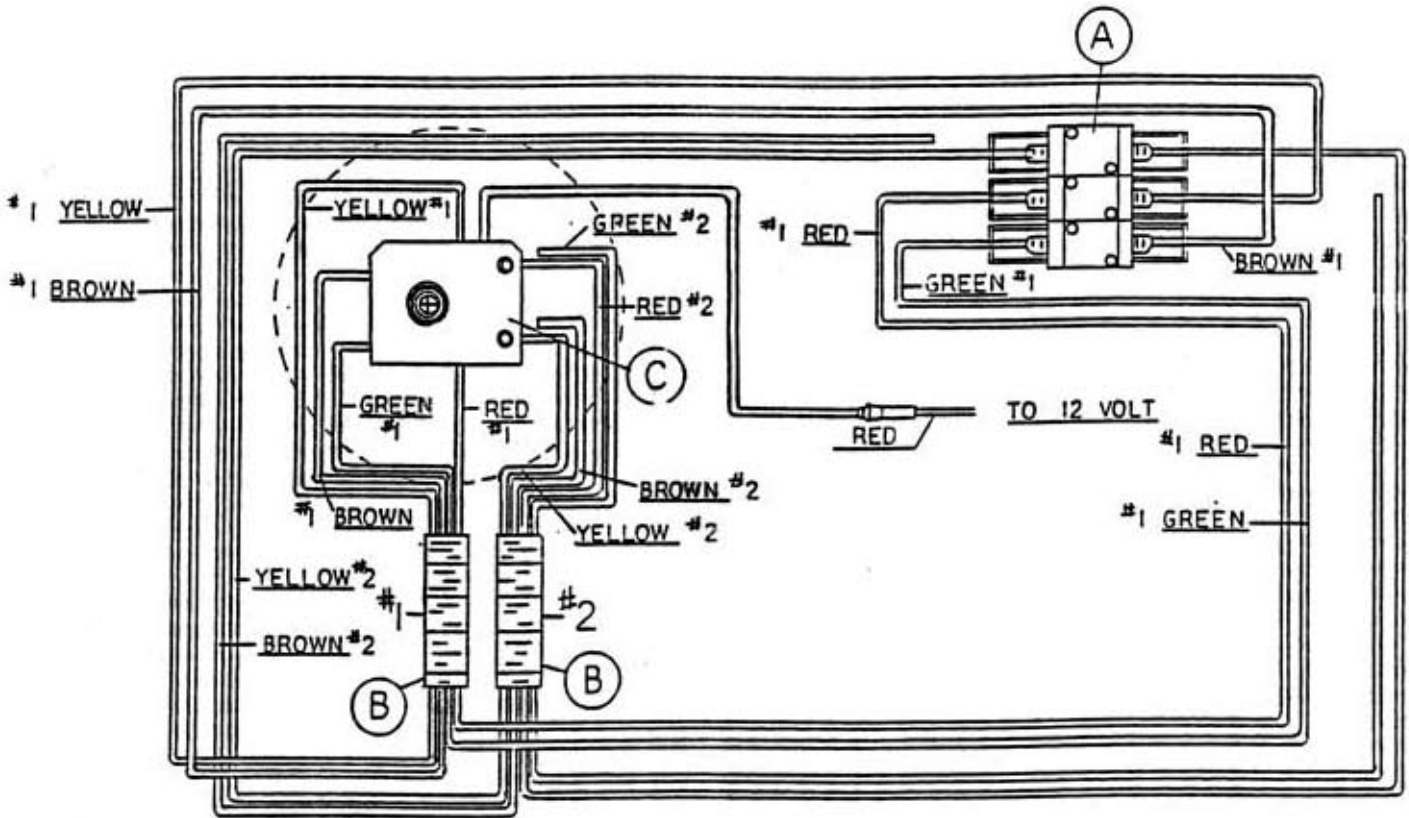 A
#1 YELLOW
YELLOW #1
GREEN #2
#1 RED
#1 BROWN
GREEN #1
BROWN #1
RED #2
C
GREEN
#1
RED
#1
TO 12 VOLT
RED
#1 RED
BROWN #2
#1 BROWN
#1 GREEN
YELLOW #2
YELLOW #2
#1
#2
BROWN #2
B
B